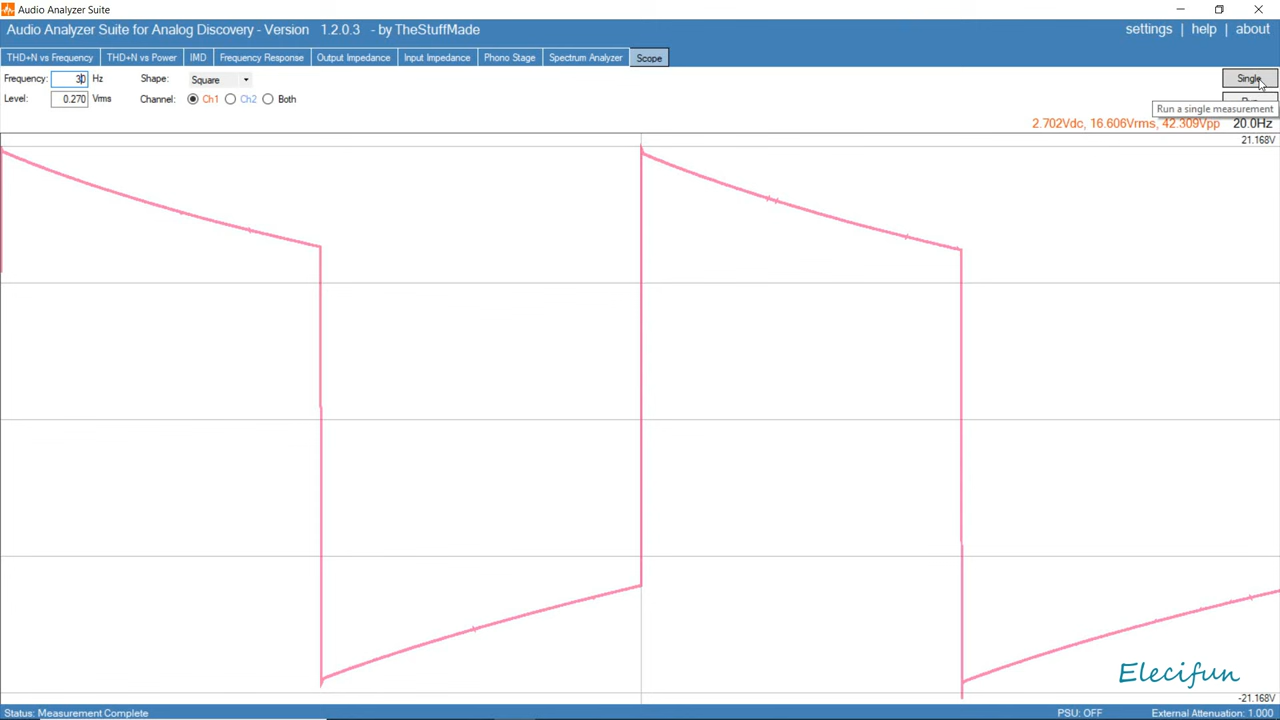 Audio Analyzer Suite
Audio Analyzer Suite for Analog Discovery - Version 1.2.0.3 - by TheStuffMade
settings | help | about
THD+N vs Frequency THD+N vs Power IMD Frequency Response Output Impedance Input Impedance Phono Stage Spectrum Analyzer Scope
Frequency: 30 Hz Shape: Square Single
Level: 0.270 Vrms Channel: Ch1 Ch2 Both
Run a single measurement
2.702Vdc, 16.606Vrms, 42.309Vpp 20.0Hz
21.168V
Elecifun
-21.168V
Status: Measurement Complete PSU: OFF External Attenuation: 1.000